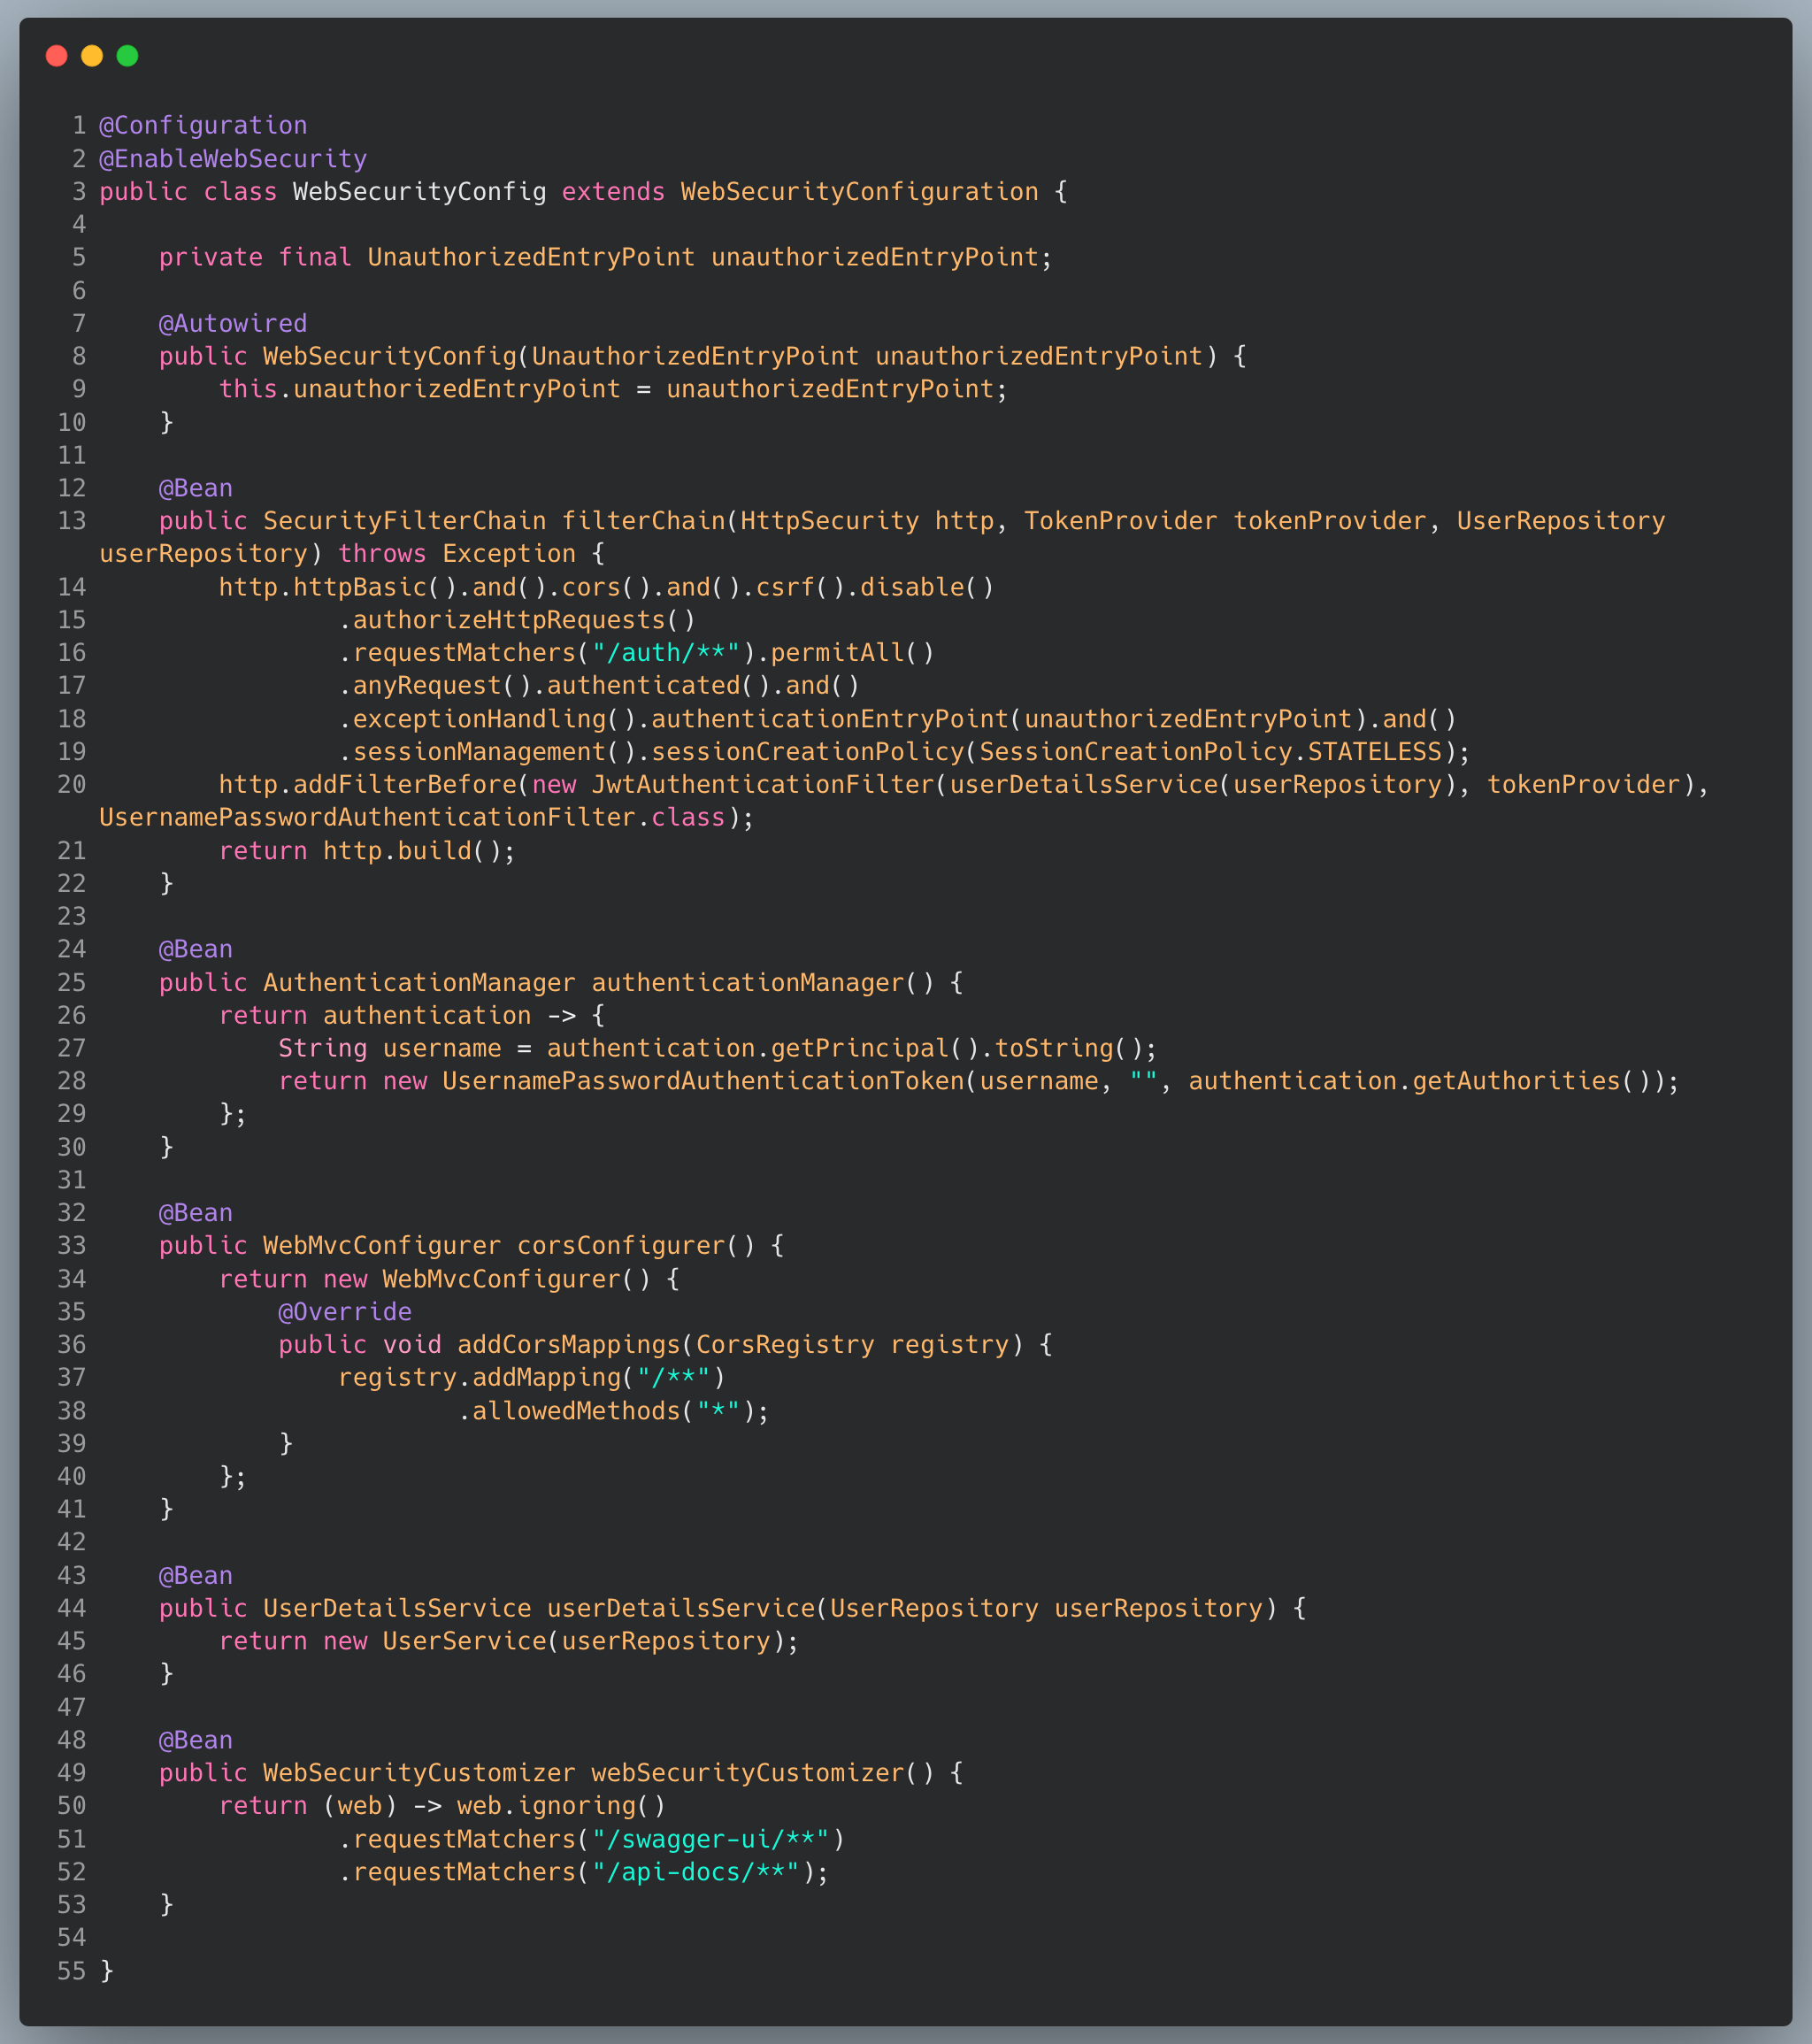 1 @Configuration
2 @EnableWebSecurity
3 public class WebSecurityConfig extends WebSecurityConfiguration {
4
5     private final UnauthorizedEntryPoint unauthorizedEntryPoint;
6
7     @Autowired
8     public WebSecurityConfig(UnauthorizedEntryPoint unauthorizedEntryPoint) {
9         this.unauthorizedEntryPoint = unauthorizedEntryPoint;
10     }
11
12     @Bean
13     public SecurityFilterChain filterChain(HttpSecurity http, TokenProvider tokenProvider, UserRepository
userRepository) throws Exception {
14         http.httpBasic().and().cors().and().csrf().disable()
15                 .authorizeHttpRequests()
16                 .requestMatchers("/auth/**").permitAll()
17                 .anyRequest().authenticated().and()
18                 .exceptionHandling().authenticationEntryPoint(unauthorizedEntryPoint).and()
19                 .sessionManagement().sessionCreationPolicy(SessionCreationPolicy.STATELESS);
20         http.addFilterBefore(new JwtAuthenticationFilter(userDetailsService(userRepository), tokenProvider),
UsernamePasswordAuthenticationFilter.class);
21         return http.build();
22     }
23
24     @Bean
25     public AuthenticationManager authenticationManager() {
26         return authentication -> {
27             String username = authentication.getPrincipal().toString();
28             return new UsernamePasswordAuthenticationToken(username, "", authentication.getAuthorities());
29         };
30     }
31
32     @Bean
33     public WebMvcConfigurer corsConfigurer() {
34         return new WebMvcConfigurer() {
35             @Override
36             public void addCorsMappings(CorsRegistry registry) {
37                 registry.addMapping("/**")
38                         .allowedMethods("*");
39             }
40         };
41     }
42
43     @Bean
44     public UserDetailsService userDetailsService(UserRepository userRepository) {
45         return new UserService(userRepository);
46     }
47
48     @Bean
49     public WebSecurityCustomizer webSecurityCustomizer() {
50         return (web) -> web.ignoring()
51                 .requestMatchers("/swagger-ui/**")
52                 .requestMatchers("/api-docs/**");
53     }
54
55 }